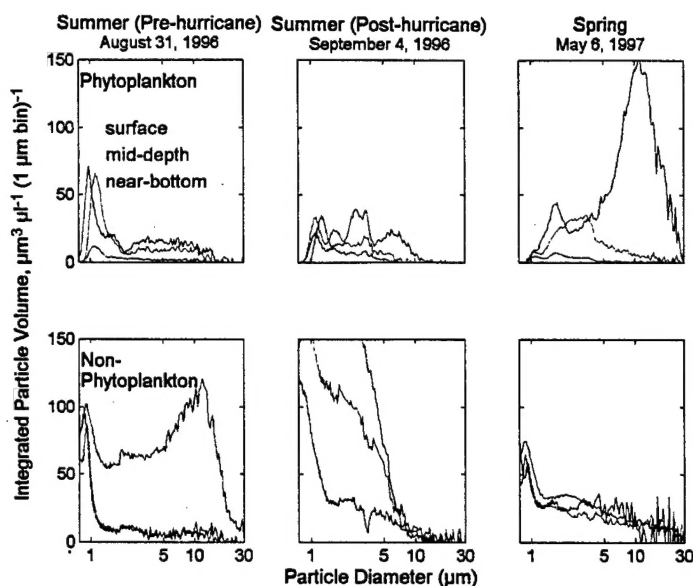 Summer (Pre-hurricane)
August 31, 1996
Summer (Post-hurricane)
September 4, 1996
Spring
May 6, 1997
Integrated Particle Volume, µm³ µl⁻¹ (1 µm bin)⁻¹
150
100
50
0
Phytoplankton
surface
mid-depth
near-bottom
150
100
50
0
Non-
Phytoplankton
1 5 10 30
1 5 10 30
1 5 10 30
Particle Diameter (µm)